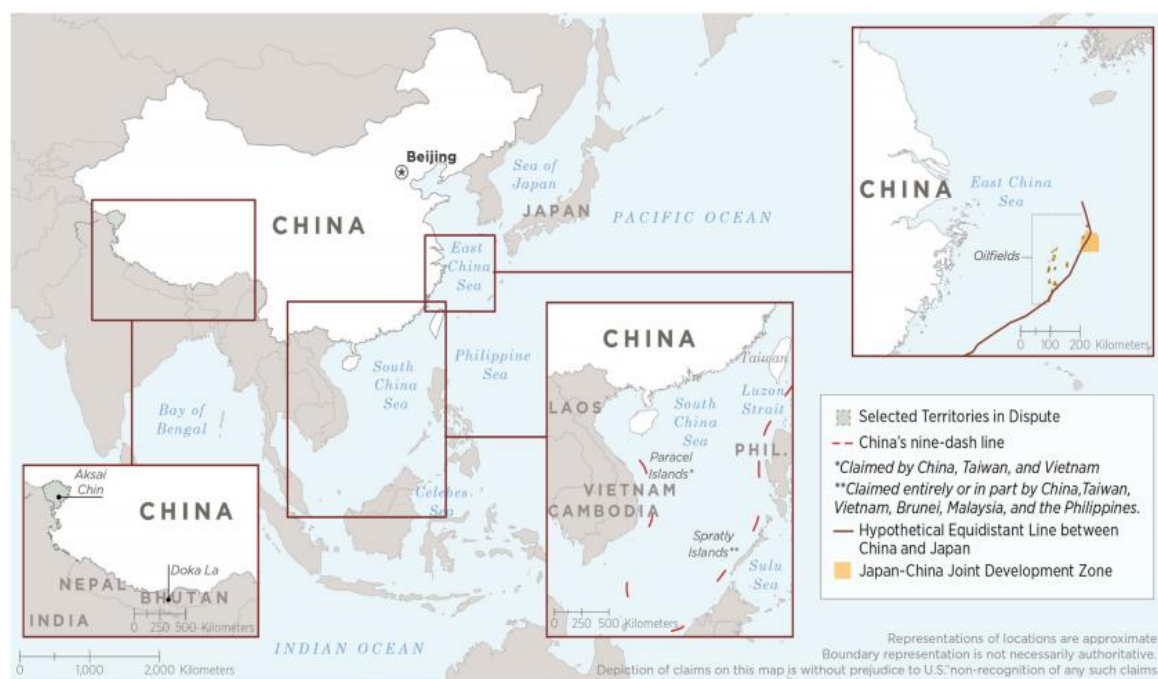 Beijing
CHINA
Sea of
Japan
JAPAN
PACIFIC OCEAN
East
China
Sea
South
China
Sea
Philippine
Sea
Bay of
Bengal
Celebes
Sea
INDIAN OCEAN
0 1,000 2,000 Kilometers
CHINA
East China
Sea
Oilfields
0 100 200 Kilometers
CHINA
Taiwan
LAOS
South
China
Sea
Luzon
Strait
PHIL.
Paracel
Islands*
VIETNAM
CAMBODIA
Spratly
Islands**
Sulu
Sea
0 250 500 Kilometers
Aksai
Chin
CHINA
Doka La
NEPAL
BHUTAN
INDIA
0 250 500 Kilometers
Selected Territories in Dispute
China's nine-dash line
*Claimed by China, Taiwan, and Vietnam
**Claimed entirely or in part by China,Taiwan,
Vietnam, Brunei, Malaysia, and the Philippines.
Hypothetical Equidistant Line between
China and Japan
Japan-China Joint Development Zone
Representations of locations are approximate
Boundary representation is not necessarily authoritative.
Depiction of claims on this map is without prejudice to U.S."non-recognition of any such claims